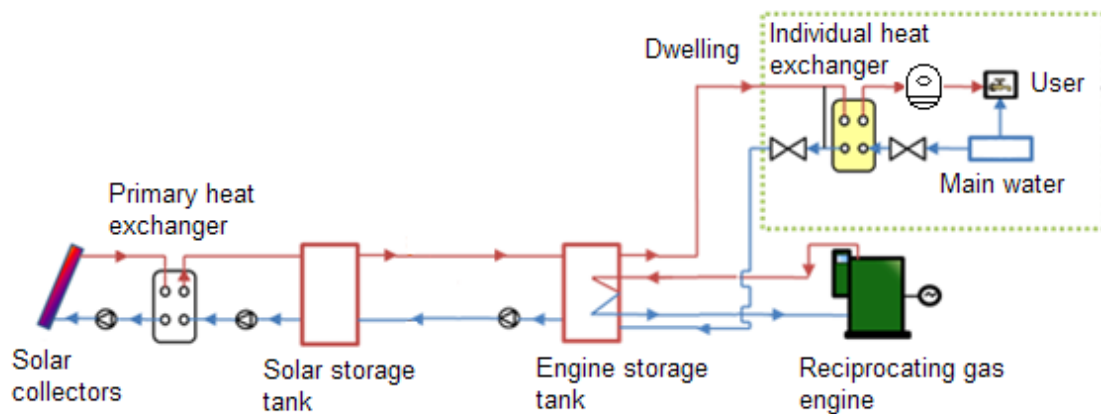 Dwelling
Individual heat
exchanger
User
Main water
Primary heat
exchanger
Solar
collectors
Solar storage
tank
Engine storage
tank
Reciprocating gas
engine